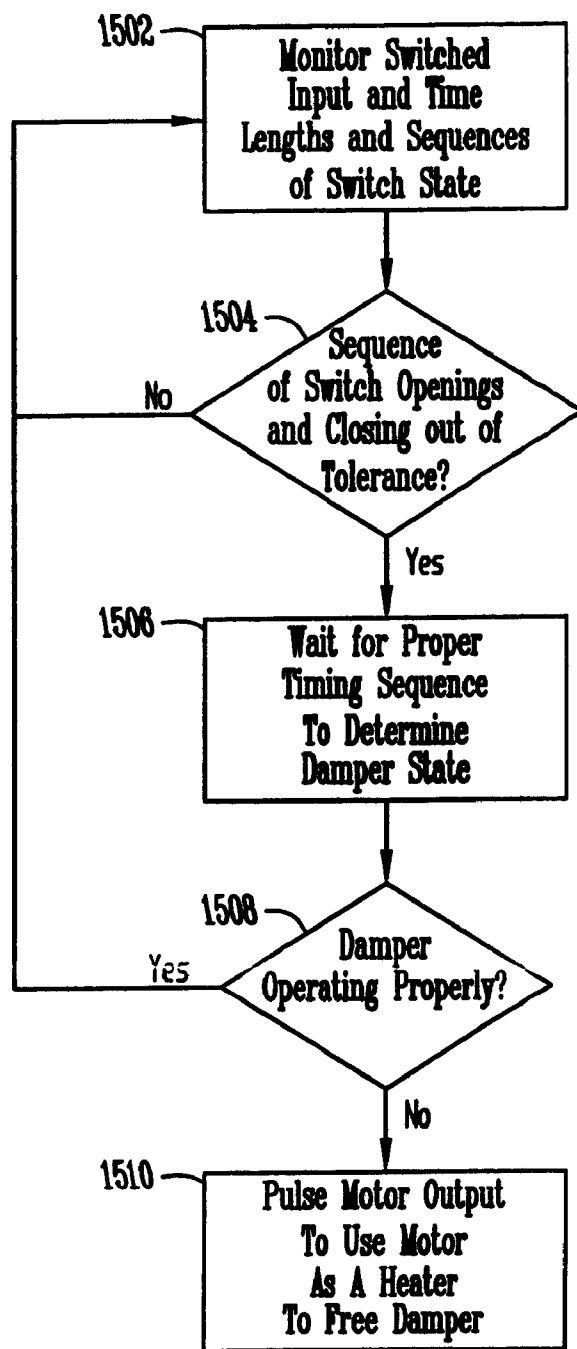 1502
Monitor Switched
Input and Time
Lengths and Sequences
of Switch State
1504
Sequence
of Switch Openings
and Closing out of
Tolerance?
No
Yes
1506
Wait for Proper
Timing Sequence
To Determine
Damper State
1508
Damper
Operating Properly?
Yes
No
1510
Pulse Motor Output
To Use Motor
As A Heater
To Free Damper